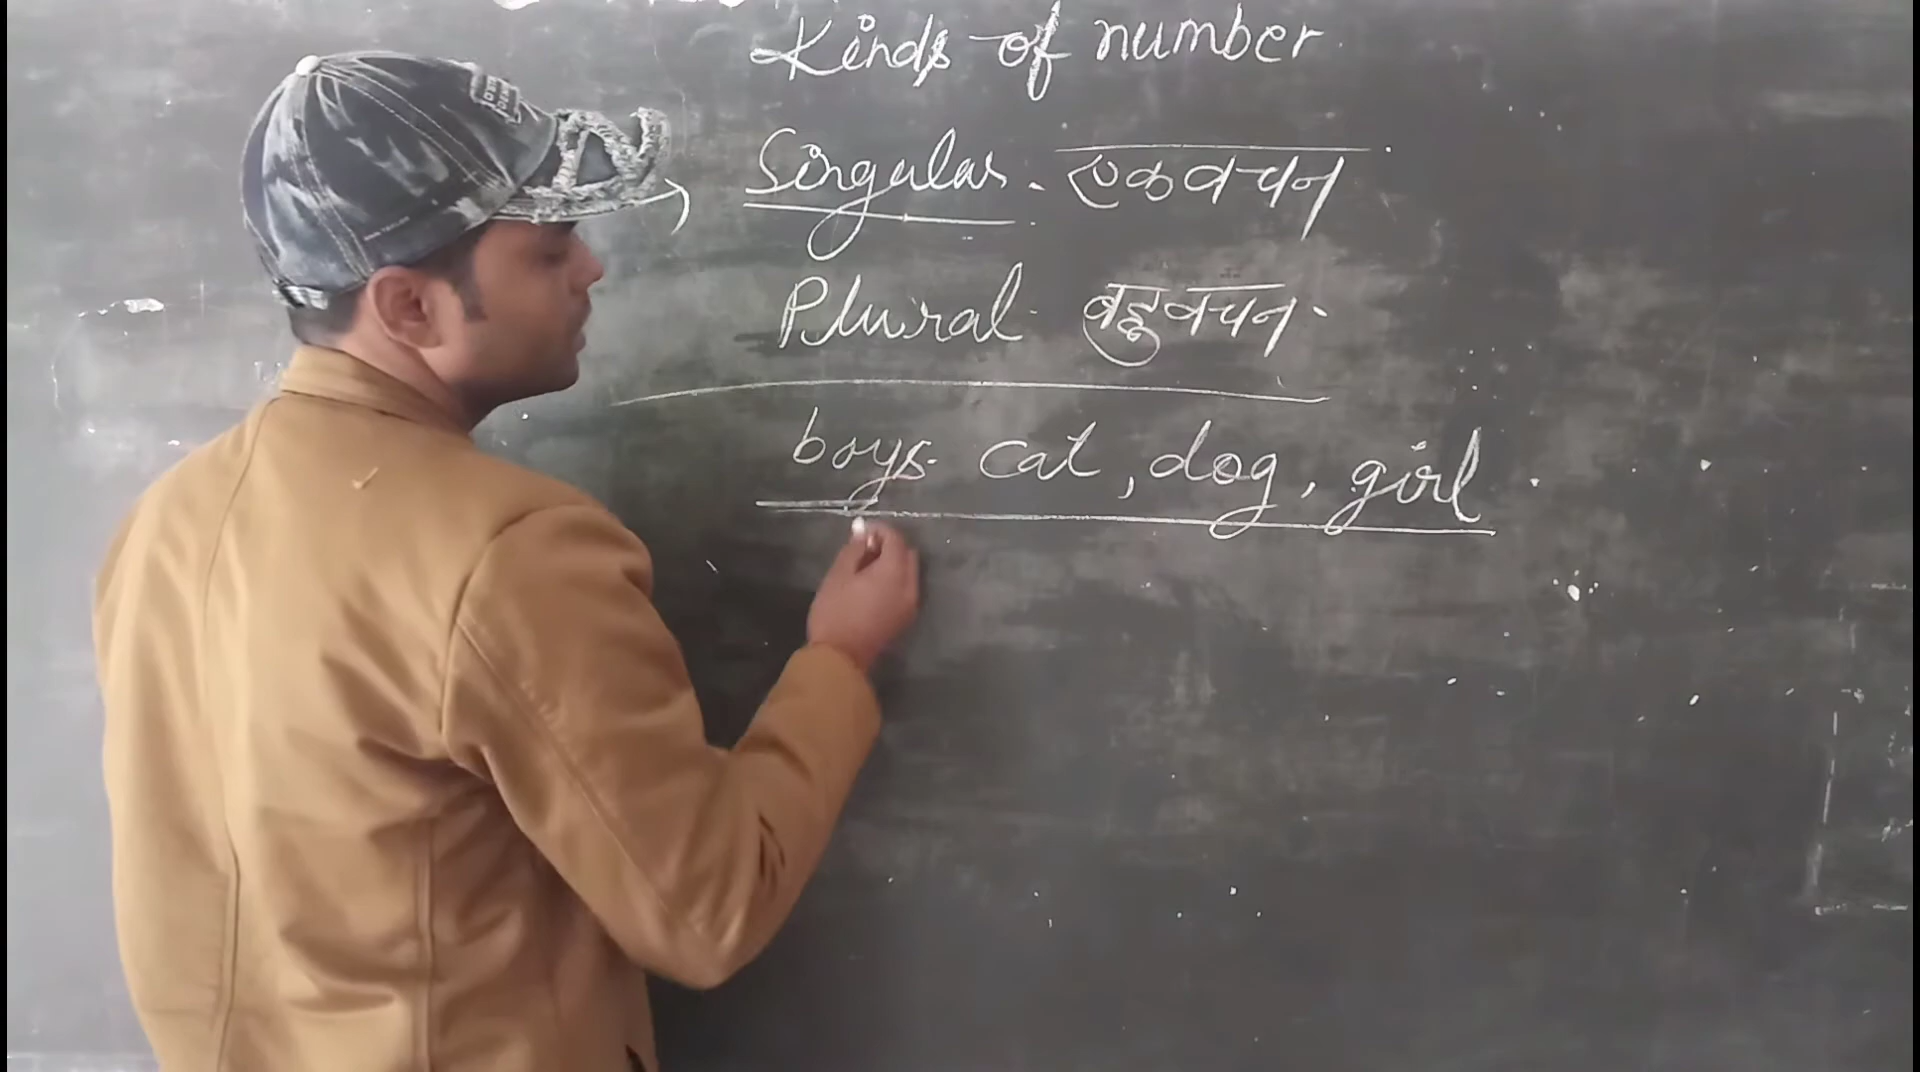 Kinds of number
Singular. एकवचन
Plural. बहुवचन.
boys. cat, dog, girl.